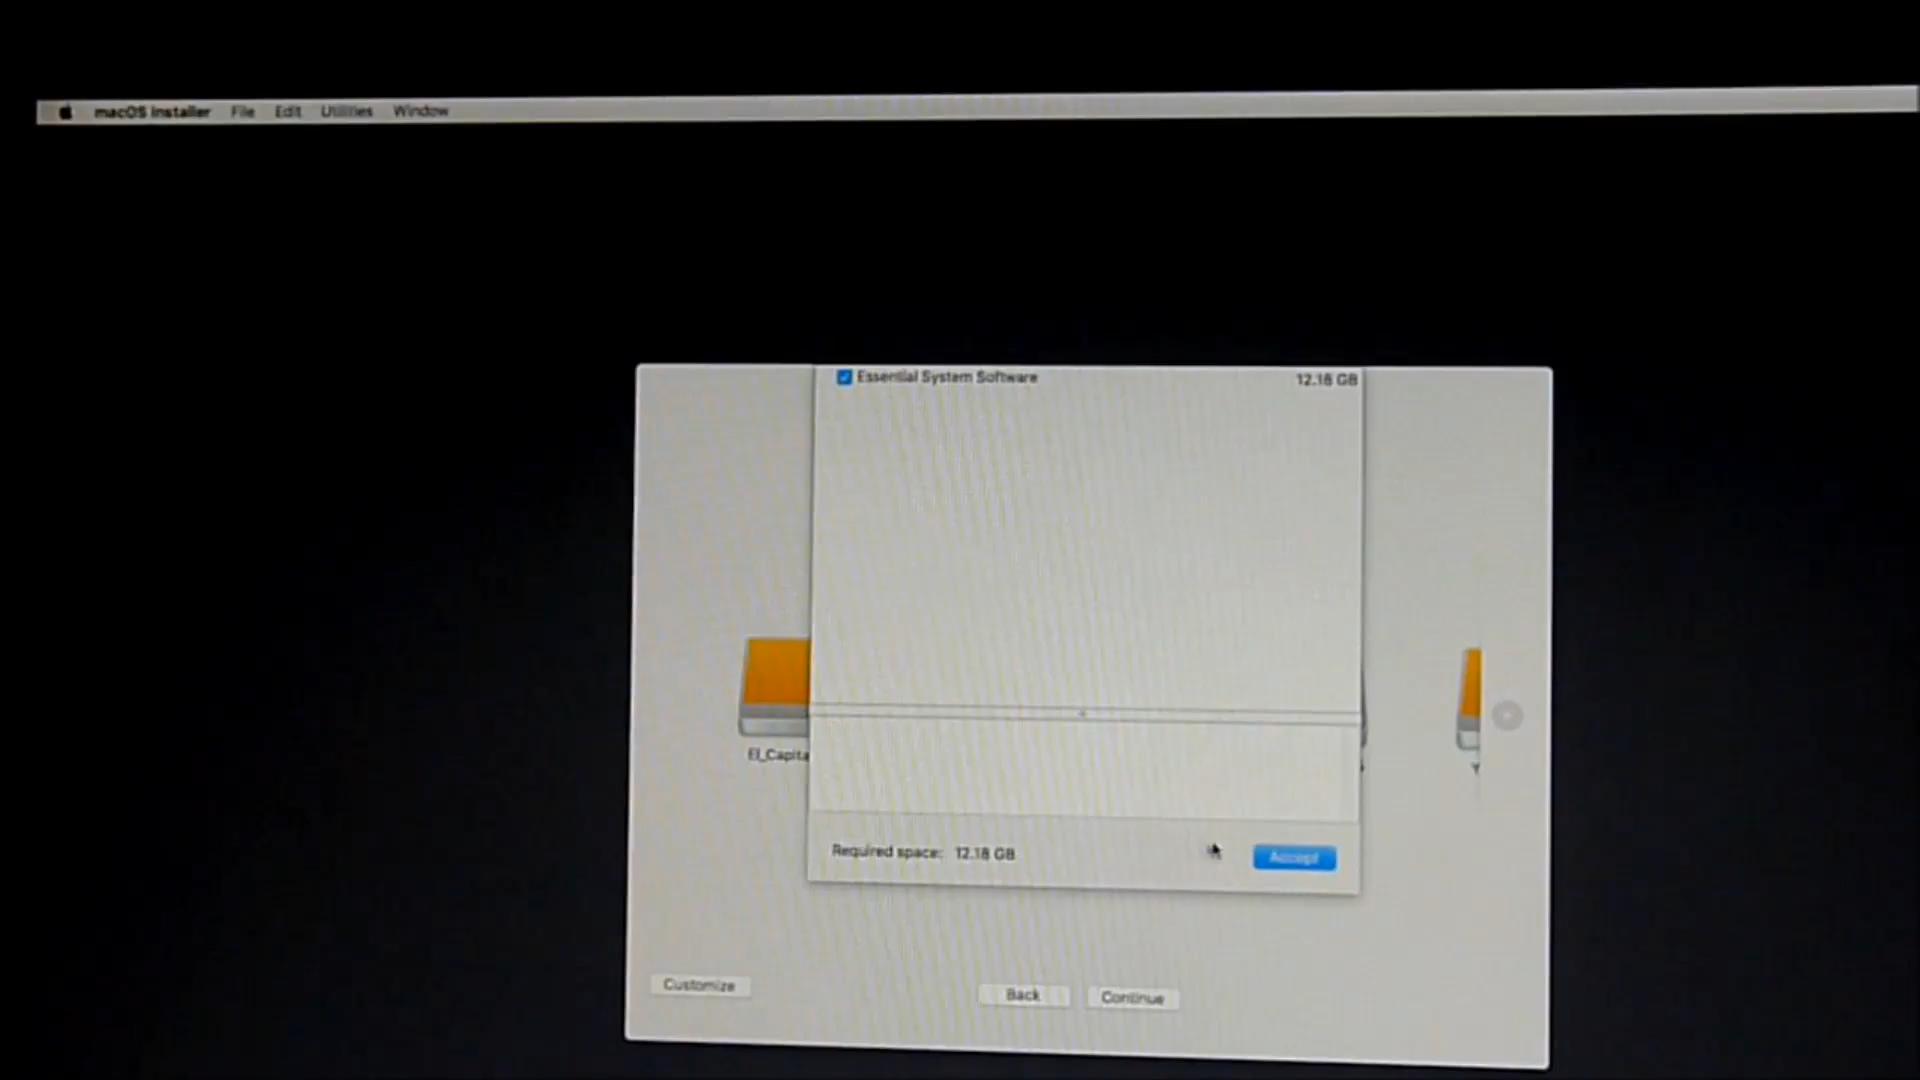 macOS Installer File Edit Utilities Window
Essential System Software 12.18 GB
El_Capita
Y
Required space: 12.18 GB
Accept
Customize
Back Continue